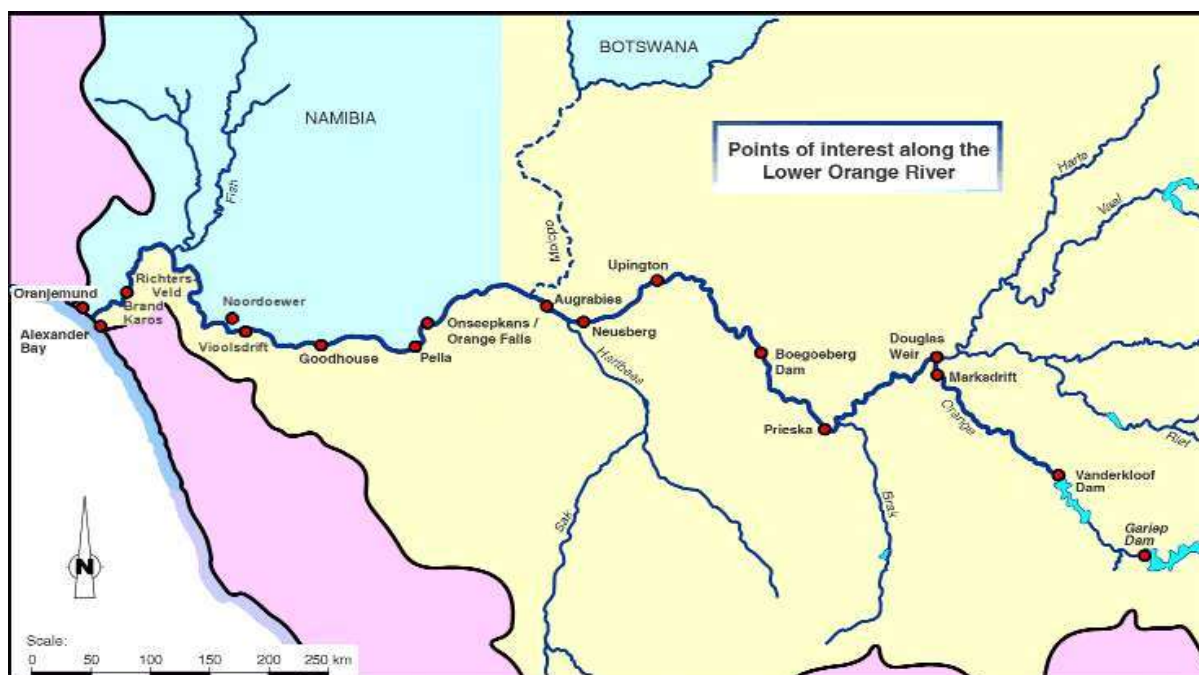 BOTSWANA
NAMIBIA
Points of interest along the
Lower Orange River
Harts
Vaal
Fish
Molopo
Oranjemund
Richters-
Veld
Brand
Karos
Alexander
Bay
Noordoewer
Vioolsdrift
Goodhouse
Pella
Onseepkans /
Orange Falls
Augrabies
Neusberg
Upington
Hartbees
Boegoeberg
Dam
Douglas
Weir
Marksdrift
Prieska
Orange
Riet
Vanderkloof
Dam
Gariep
Dam
Sak
Brak
N
Scale:
0 50 100 150 200 250 km